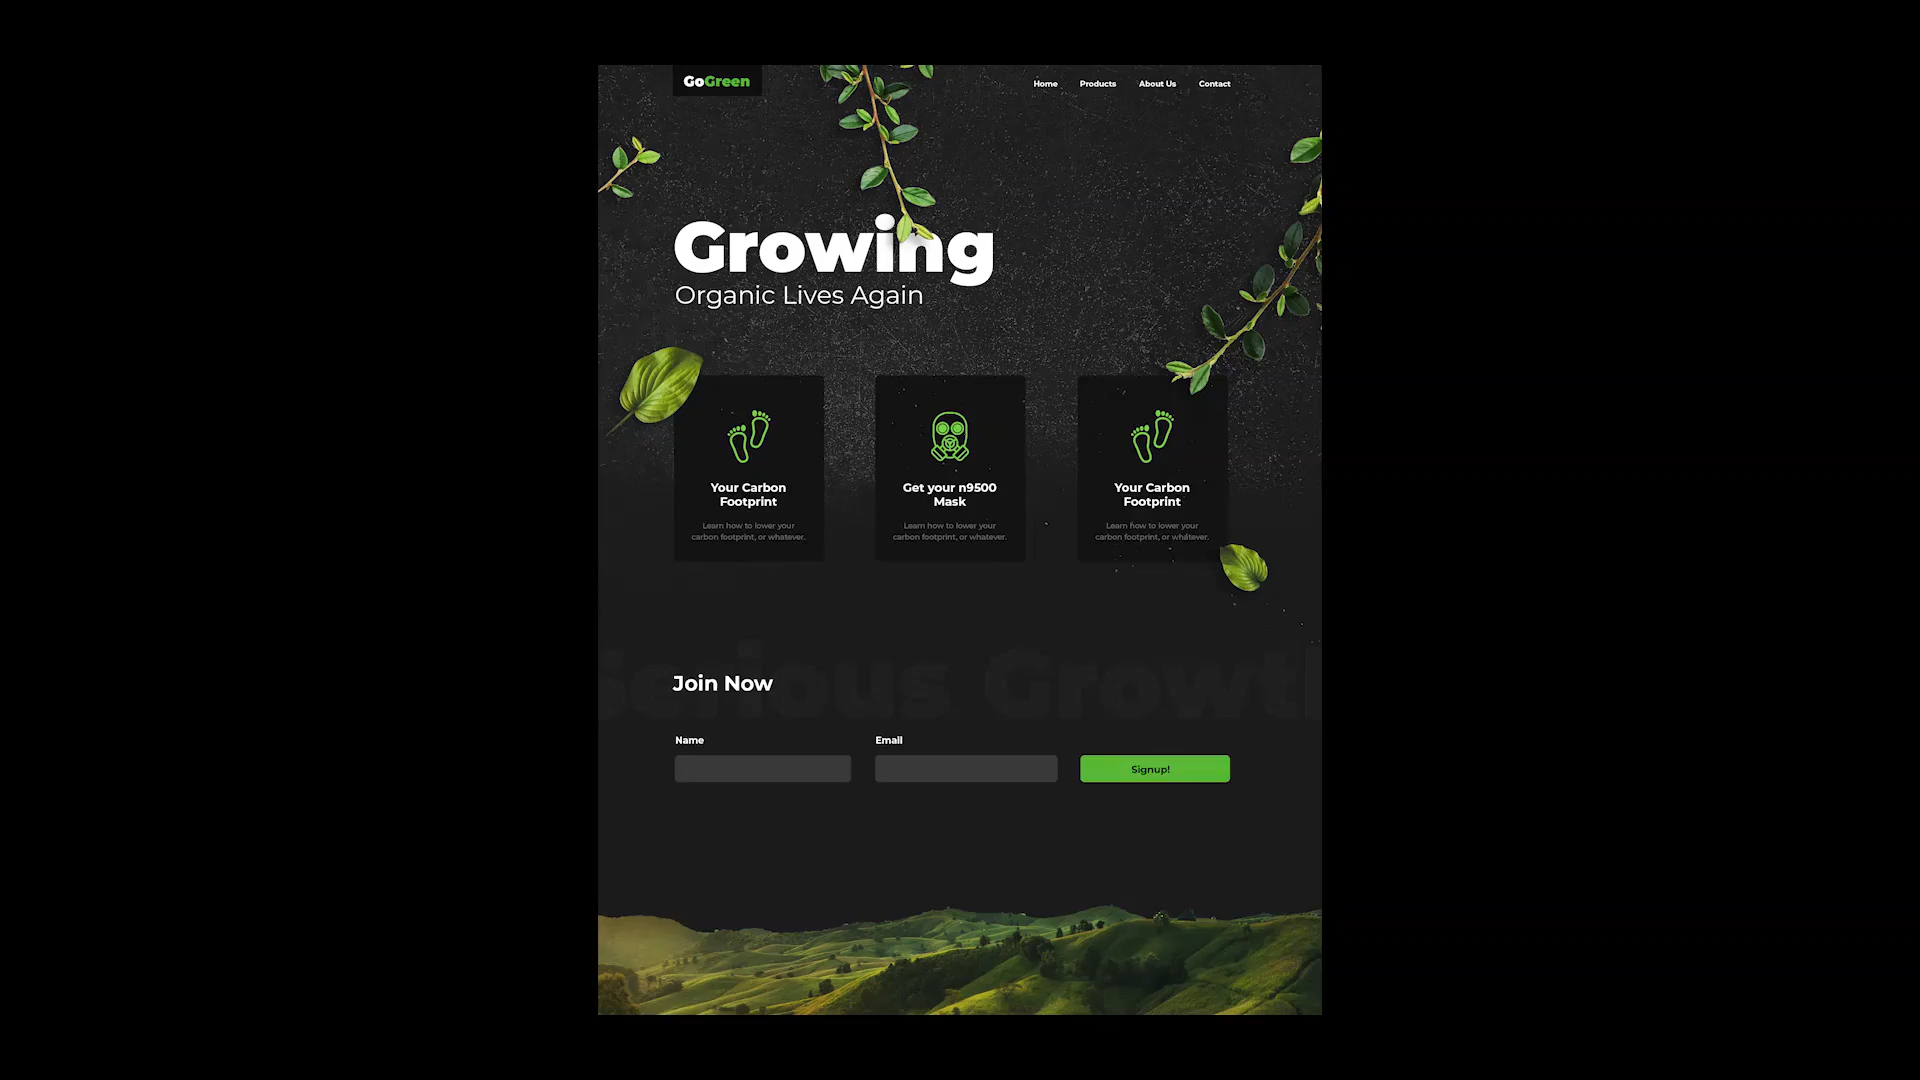 GoGreen
Home Products About Us Contact
Growing
Organic Lives Again
Your Carbon
Footprint
Learn how to lower your
carbon footprint, or whatever.
Get your n9500
Mask
Learn how to lower your
carbon footprint, or whatever.
Your Carbon
Footprint
Learn how to lower your
carbon footprint, or whatever.
Serious Growth
Join Now
Name
Email
Signup!